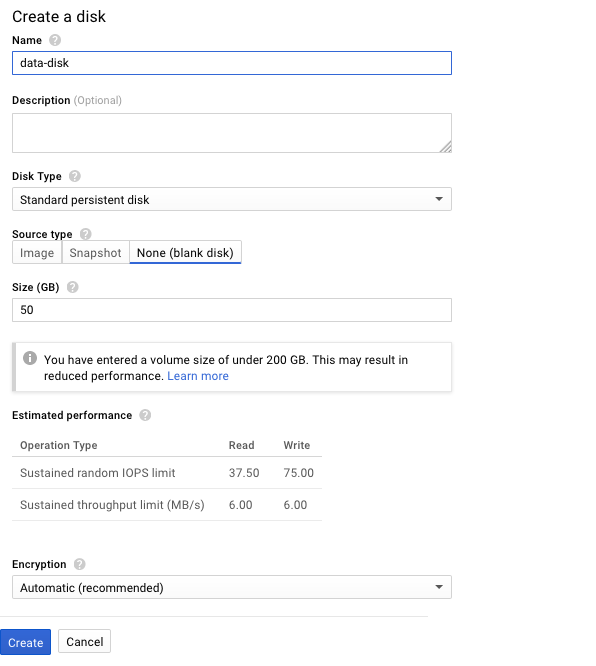 Create a disk
Name ?
data-disk
Description (Optional)
Disk Type ?
Standard persistent disk
Source type ?
Image Snapshot None (blank disk)
Size (GB) ?
50
i You have entered a volume size of under 200 GB. This may result in
reduced performance. Learn more
Estimated performance ?
Operation Type Read Write
Sustained random IOPS limit 37.50 75.00
Sustained throughput limit (MB/s) 6.00 6.00
Encryption ?
Automatic (recommended)
Create Cancel